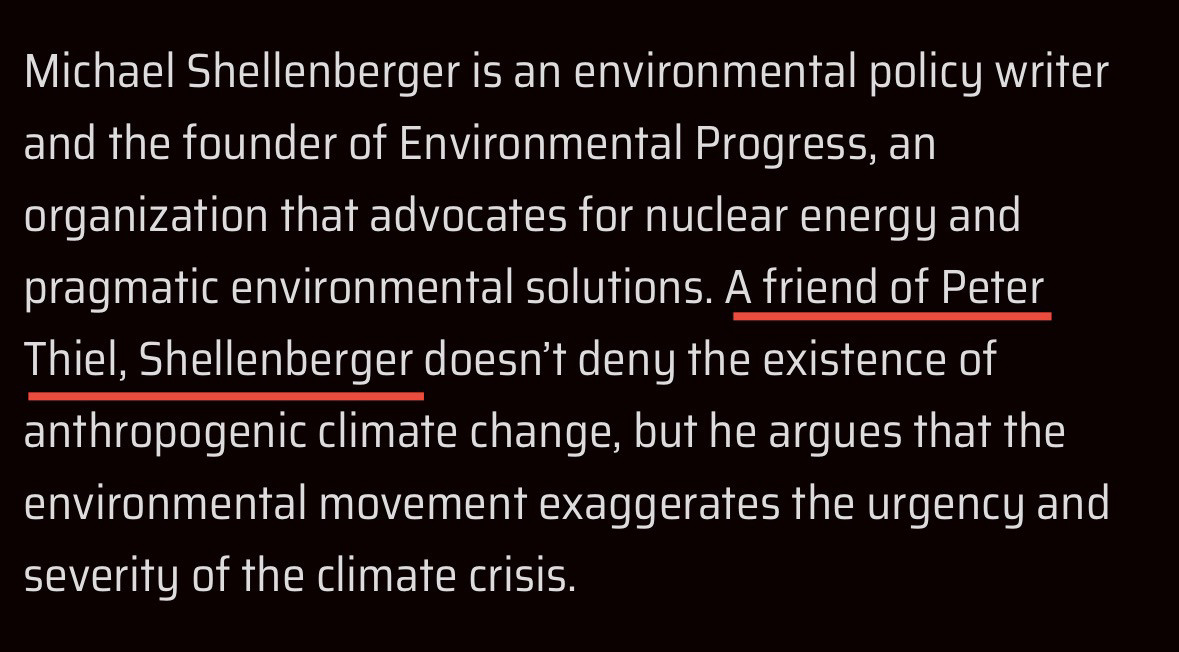 Michael Shellenberger is an environmental policy writer
and the founder of Environmental Progress, an
organization that advocates for nuclear energy and
pragmatic environmental solutions. A friend of Peter
Thiel, Shellenberger doesn’t deny the existence of
anthropogenic climate change, but he argues that the
environmental movement exaggerates the urgency and
severity of the climate crisis.